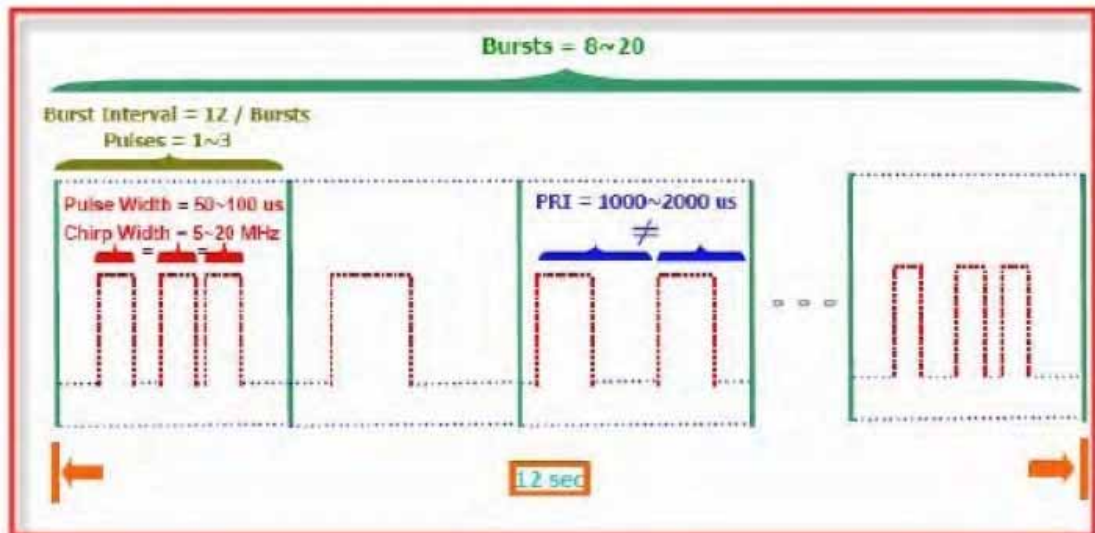 Bursts = 8~20
Burst Interval = 12 / Bursts
Pulses = 1~3
Pulse Width = 50~100 us
Chirp Width = 5~20 MHz
= =
PRI = 1000~2000 us
≠
12 sec